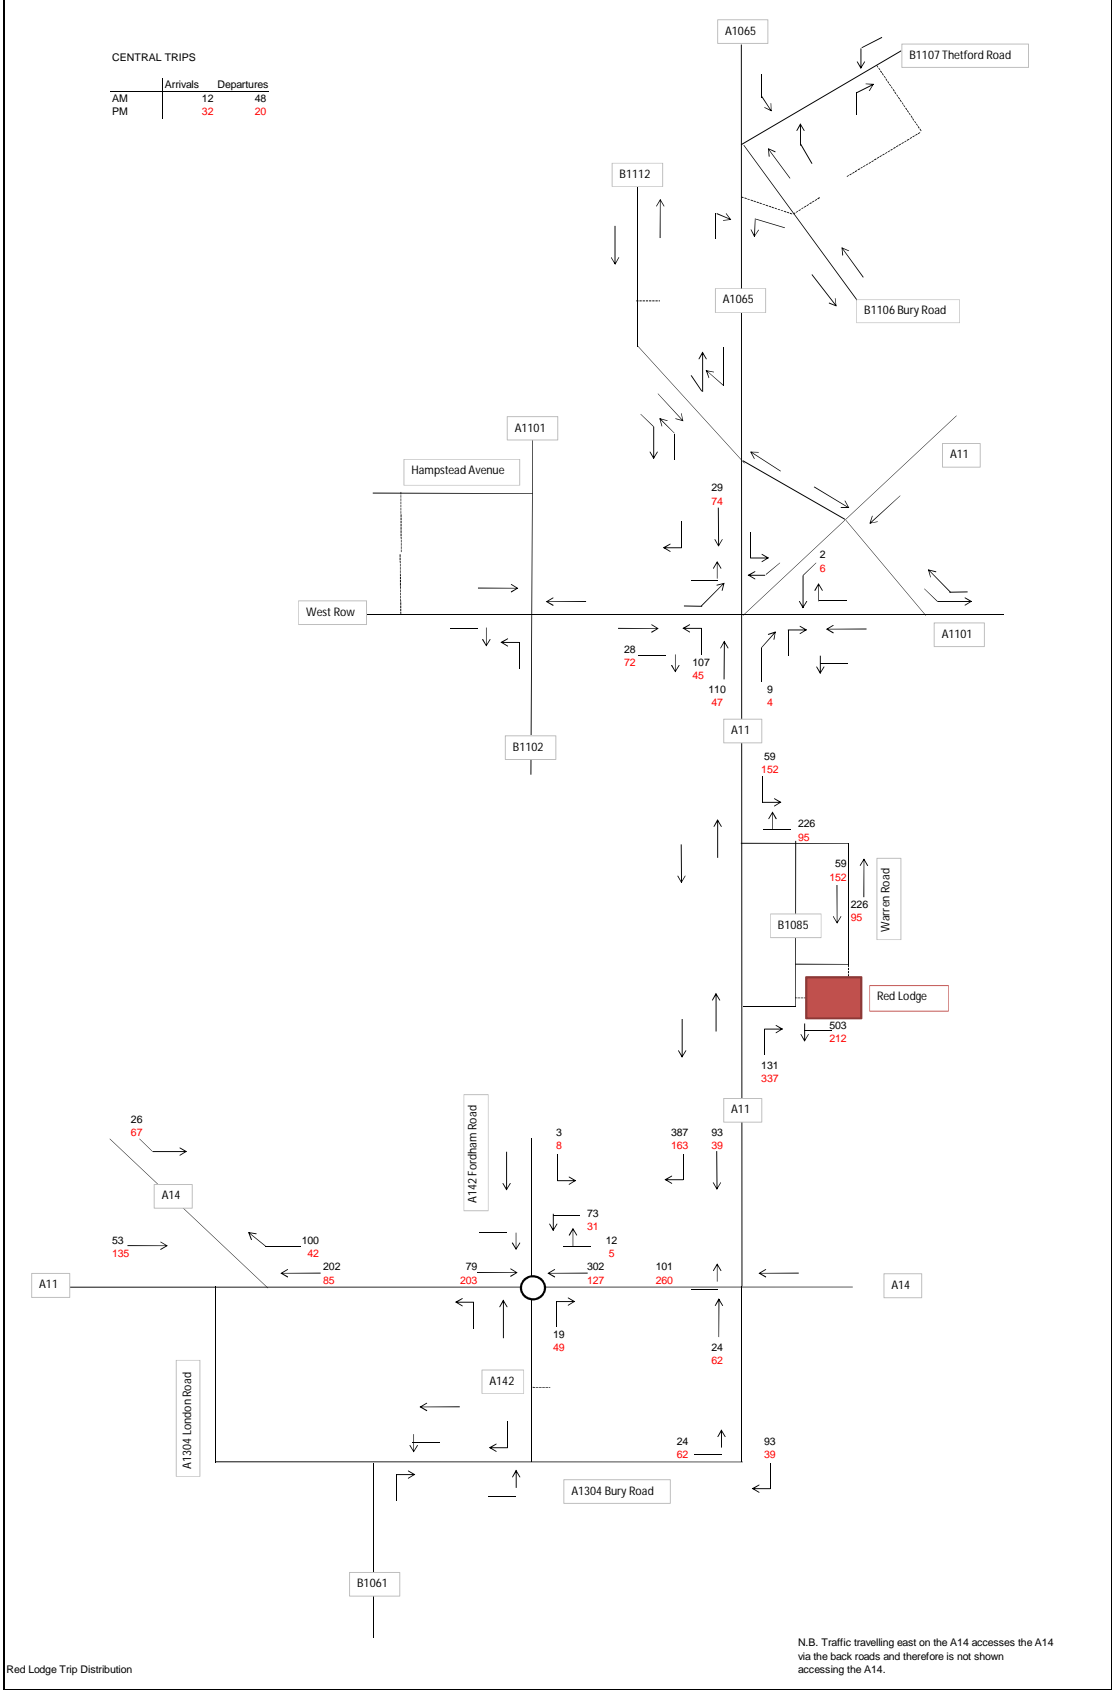 A1065
CENTRAL TRIPS
B1107 Thetford Road
Arrivals Departures
AM 12 48
PM 32 20
B1112
A1065
B1106 Bury Road
A1101
A11
Hampstead Avenue
29
74
2
6
West Row
A1101
28
72
107
45
110
47
9
4
A11
B1102
59
152
226
95
59
152
Warren Road
226
95
B1085
Red Lodge
503
212
131
337
A11
A142 Fordham Road
26
67
3
8
387
163
93
39
A14
73
31
53
135
100
42
12
5
202
85
79
203
302
127
101
260
A11
A14
19
49
24
62
A1304 London Road
A142
24
62
93
39
A1304 Bury Road
B1061
N.B. Traffic travelling east on the A14 accesses the A14
via the back roads and therefore is not shown
accessing the A14.
Red Lodge Trip Distribution